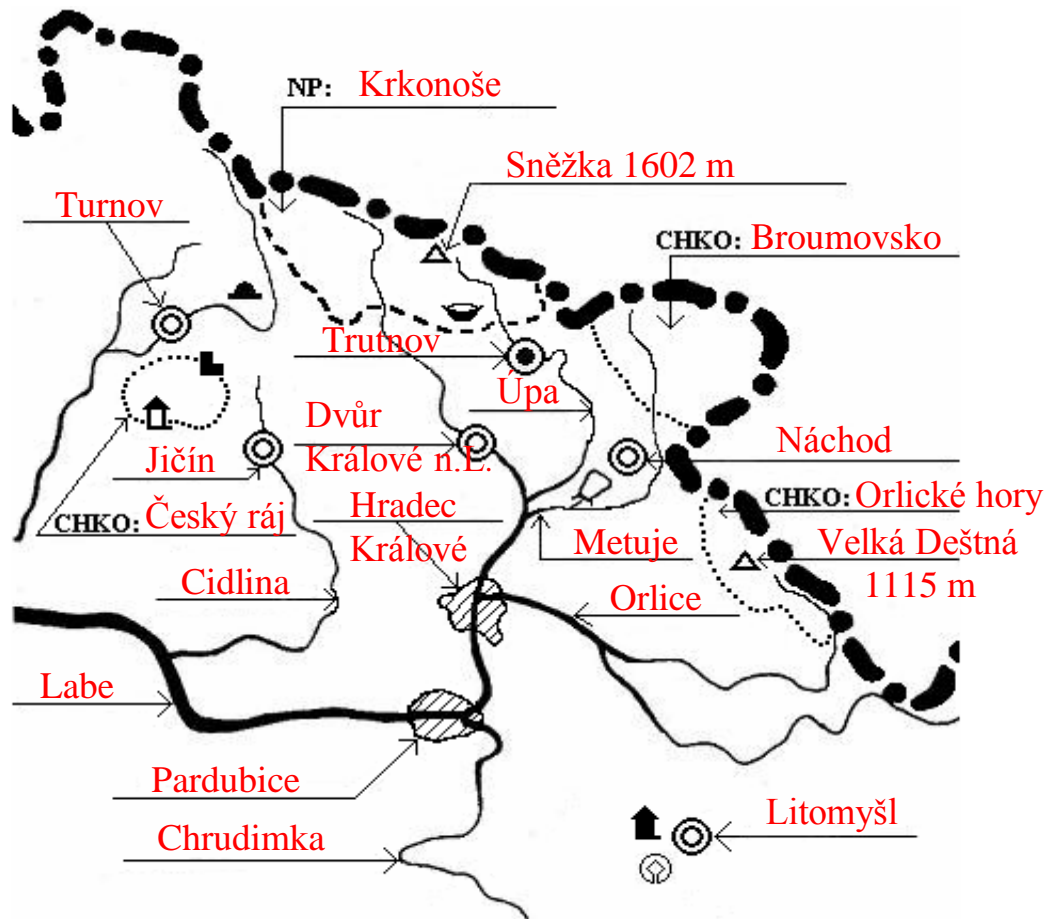 NP: Krkonoše
Sněžka 1602 m
Turnov
CHKO: Broumovsko
Trutnov
Úpa
Dvůr
Králové n.L.
Náchod
Jičín
CHKO: Český ráj
Hradec
Králové
CHKO: Orlické hory
Metuje
Velká Deštná
1115 m
Cidlina
Orlice
Labe
Pardubice
Litomyšl
Chrudimka